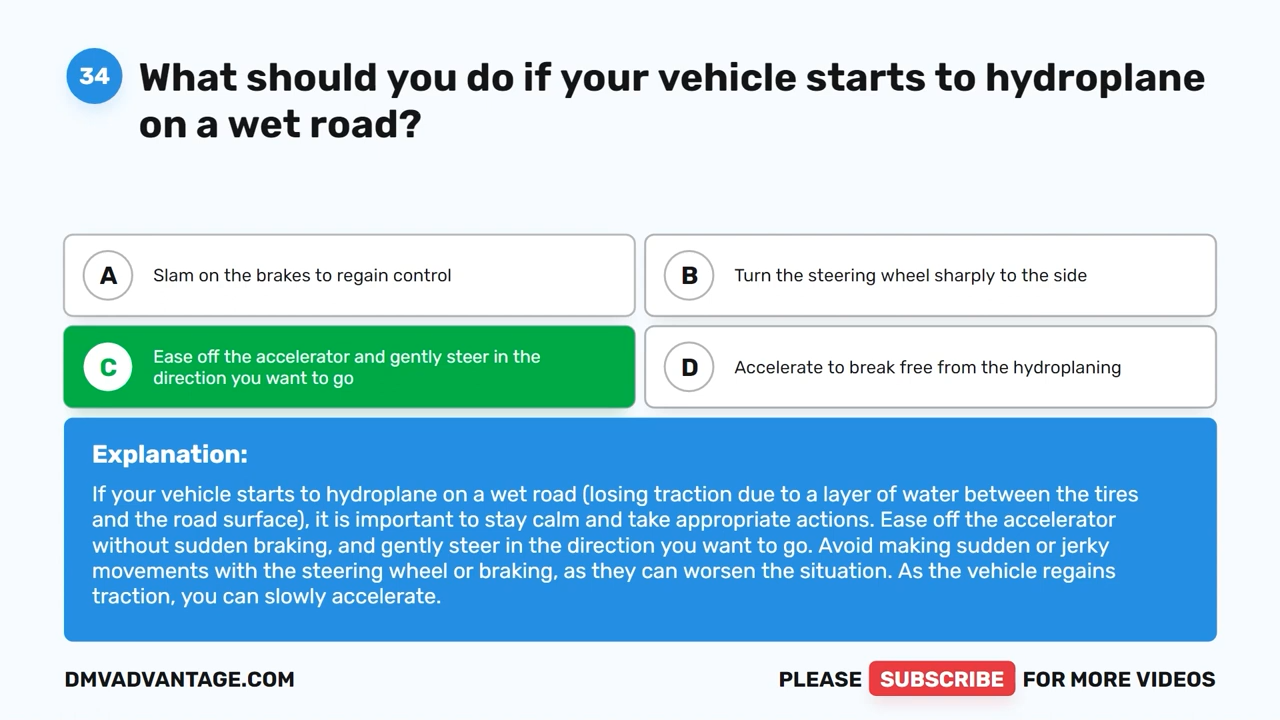 34
What should you do if your vehicle starts to hydroplane
on a wet road?
A
Slam on the brakes to regain control
B
Turn the steering wheel sharply to the side
C
Ease off the accelerator and gently steer in the
direction you want to go
D
Accelerate to break free from the hydroplaning
Explanation:
If your vehicle starts to hydroplane on a wet road (losing traction due to a layer of water between the tires
and the road surface), it is important to stay calm and take appropriate actions. Ease off the accelerator
without sudden braking, and gently steer in the direction you want to go. Avoid making sudden or jerky
movements with the steering wheel or braking, as they can worsen the situation. As the vehicle regains
traction, you can slowly accelerate.
DMVADVANTAGE.COM
PLEASE SUBSCRIBE FOR MORE VIDEOS